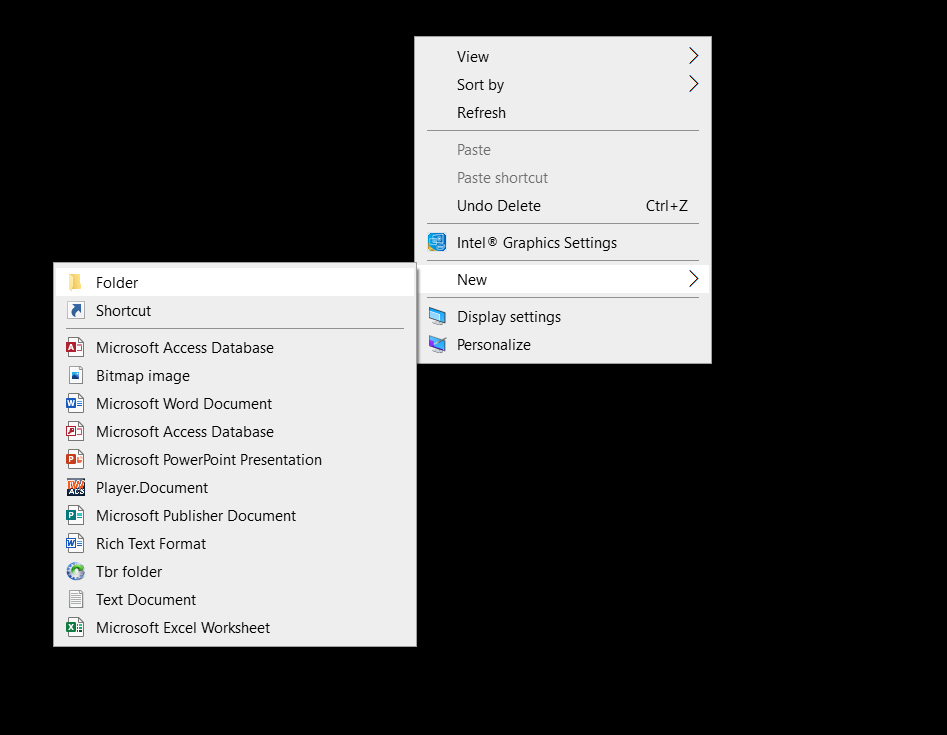 View
Sort by
Refresh
Paste
Paste shortcut
Undo Delete Ctrl+Z
Intel® Graphics Settings
New
Display settings
Personalize
Folder
Shortcut
Microsoft Access Database
Bitmap image
Microsoft Word Document
Microsoft Access Database
Microsoft PowerPoint Presentation
Player.Document
Microsoft Publisher Document
Rich Text Format
Tbr folder
Text Document
Microsoft Excel Worksheet